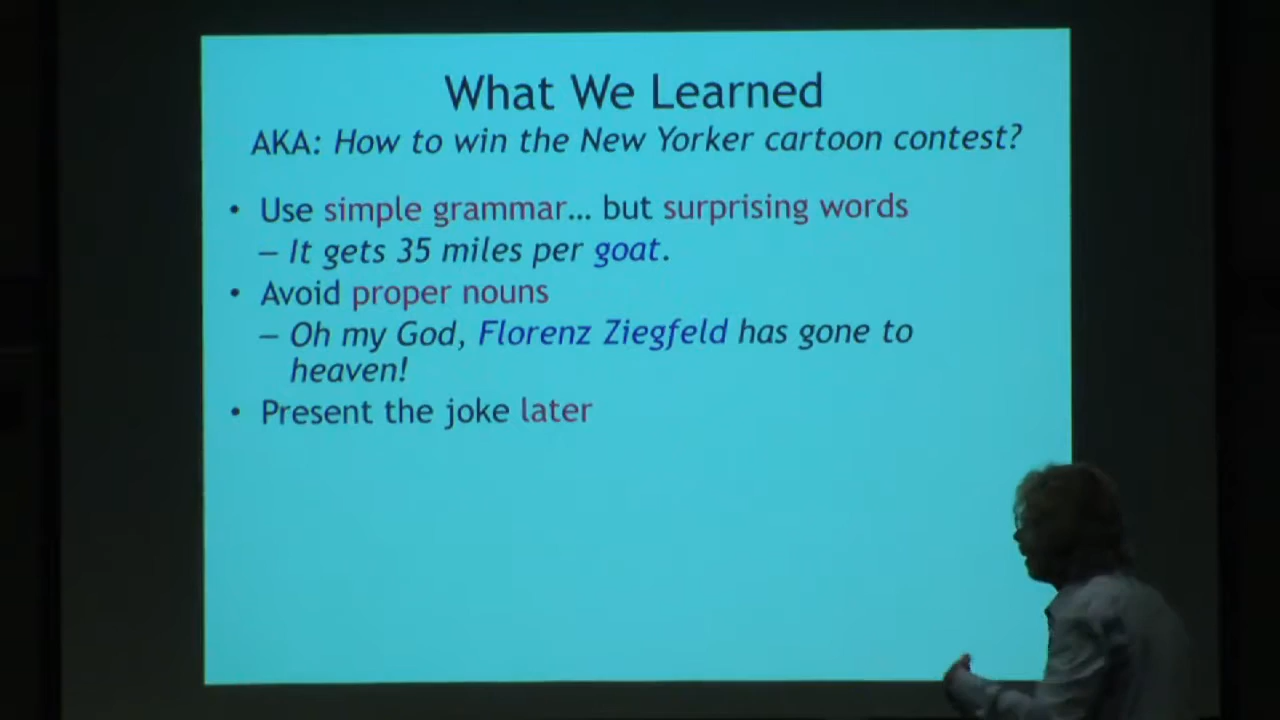 What We Learned
AKA: How to win the New Yorker cartoon contest?
• Use simple grammar... but surprising words
– It gets 35 miles per goat.
• Avoid proper nouns
– Oh my God, Florenz Ziegfeld has gone to
heaven!
• Present the joke later